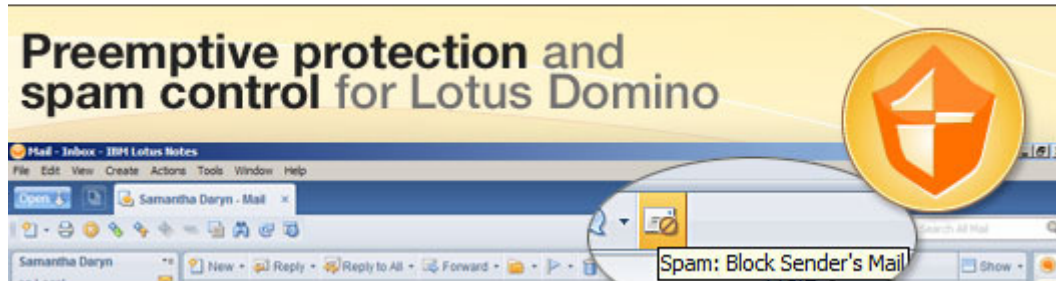 Preemptive protection and
spam control for Lotus Domino
Mail - Inbox - IBM Lotus Notes
File Edit View Create Actions Tools Window Help
Open
Samantha Daryn - Mail
Search All Mail
Samantha Daryn
New Reply Reply to All Forward
Spam: Block Sender's Mail
Show
on Local